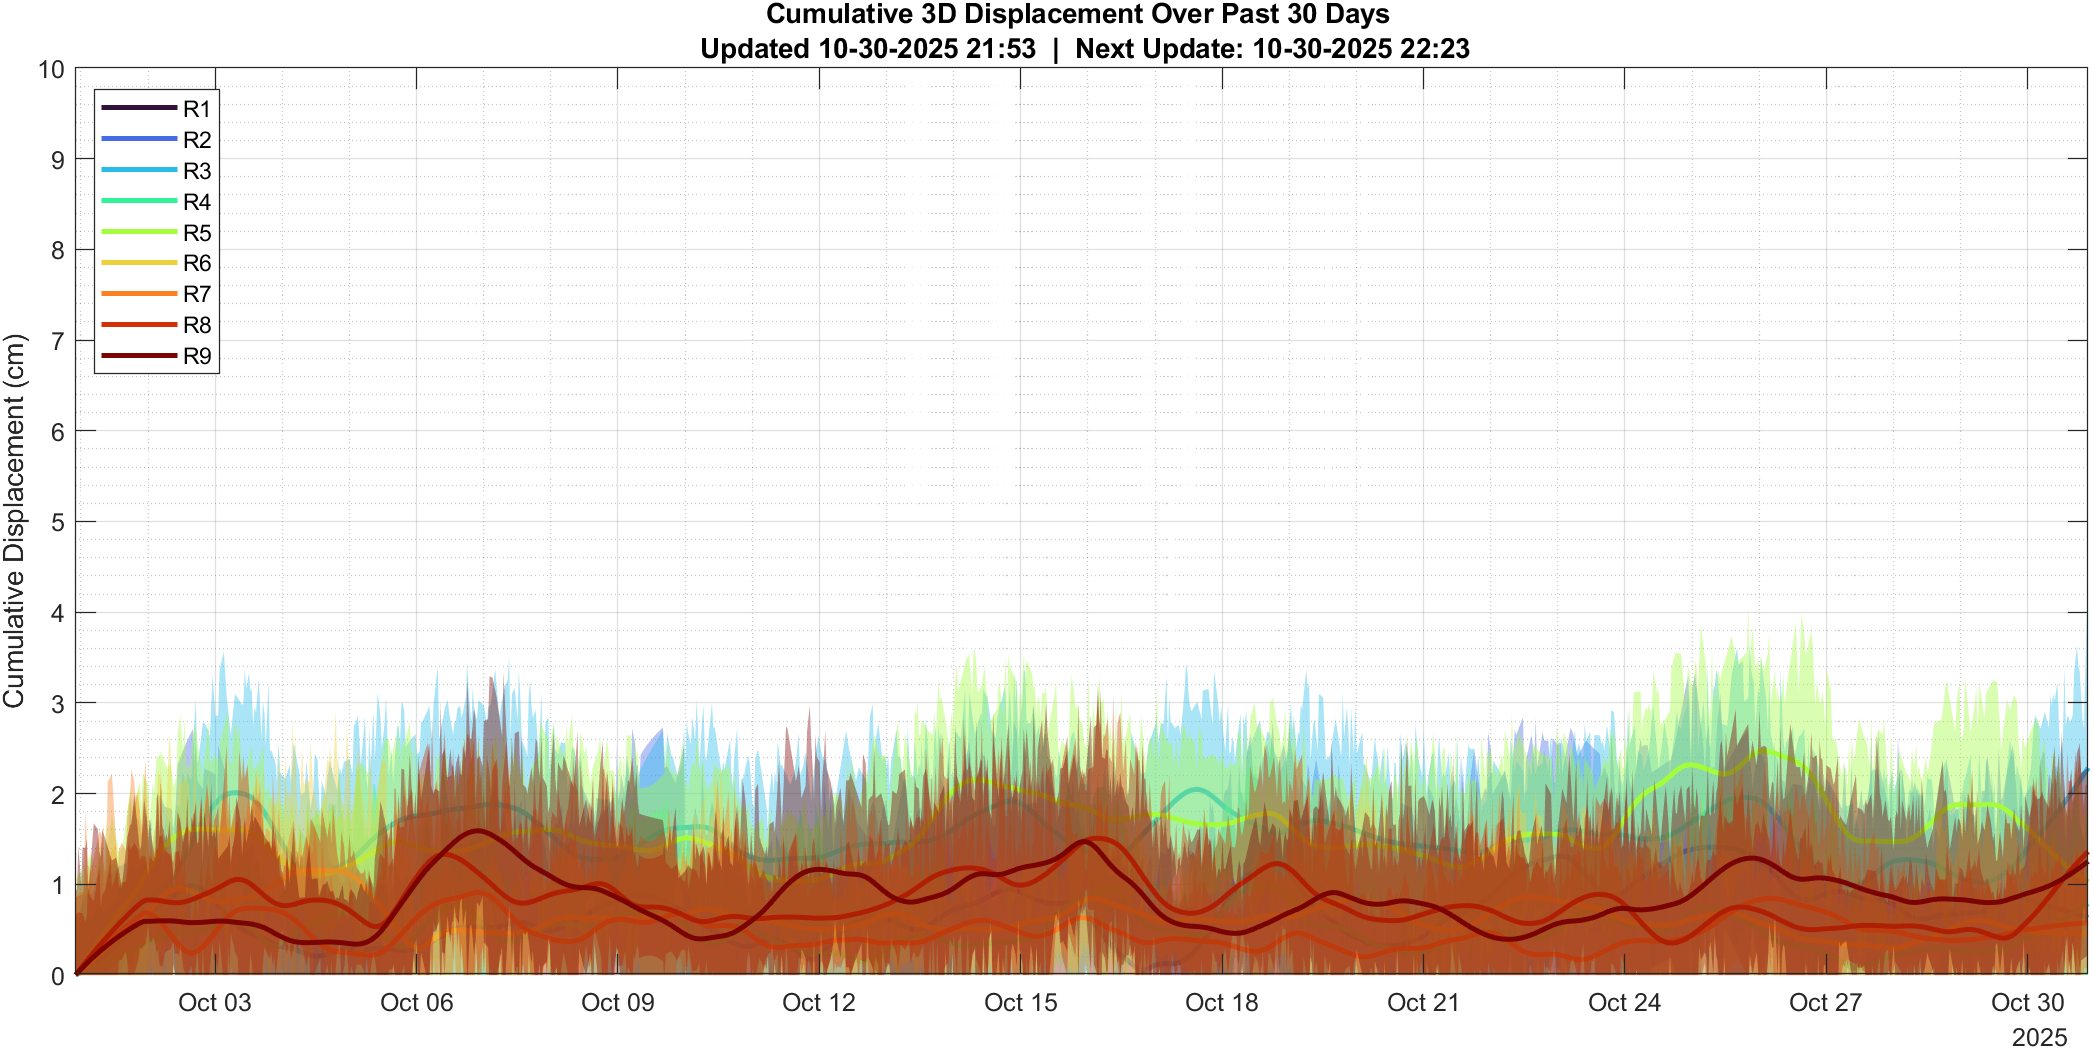 Cumulative 3D Displacement Over Past 30 Days
Updated 10-30-2025 21:53 | Next Update: 10-30-2025 22:23
Cumulative Displacement (cm)
10
9
8
7
6
5
4
3
2
1
0
R1
R2
R3
R4
R5
R6
R7
R8
R9
Oct 03 Oct 06 Oct 09 Oct 12 Oct 15 Oct 18 Oct 21 Oct 24 Oct 27 Oct 30
2025